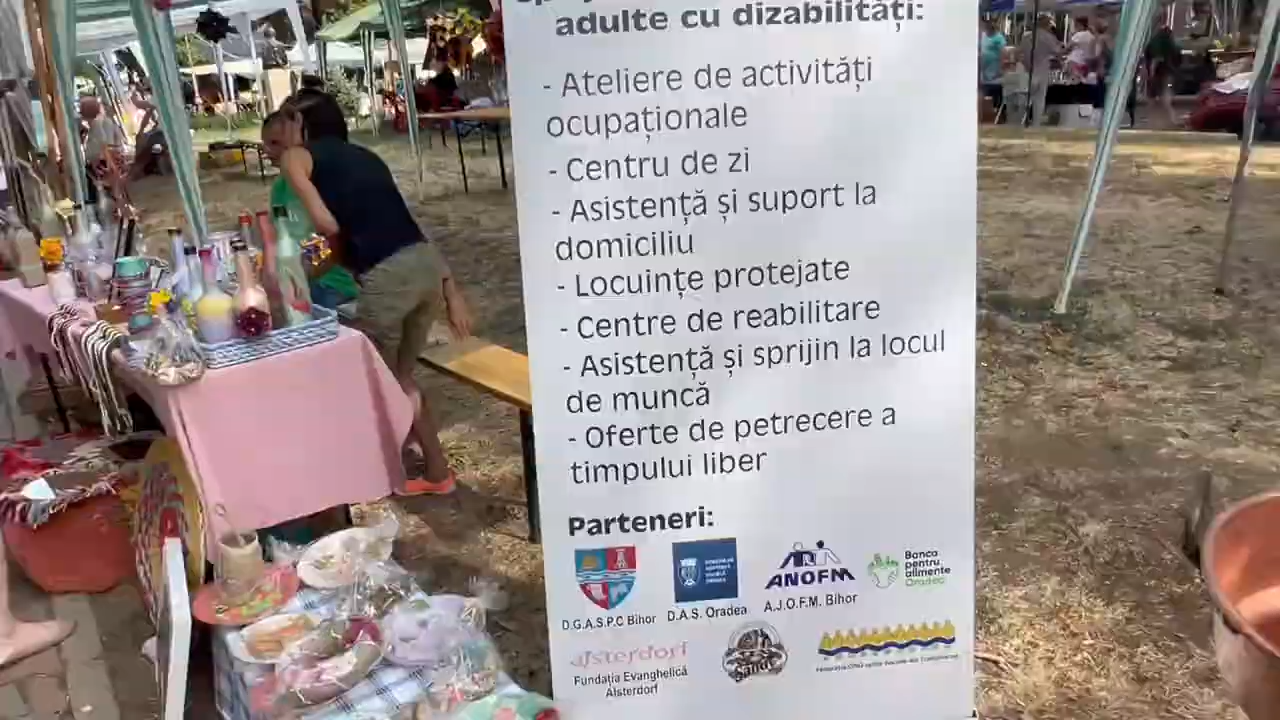 adulte cu dizabilități:
- Ateliere de activități
ocupaționale
- Centru de zi
- Asistență și suport la
domiciliu
- Locuințe protejate
- Centre de reabilitare
- Asistență și sprijin la locul
de muncă
- Oferte de petrecere a
timpului liber
Parteneri:
ANOFM
Banca
pentru
alimente
Oradea
D.G.A.S.P.C Bihor
D.A.S. Oradea
A.J.O.F.M. Bihor
alsterdorf
Fundația Evanghelică
Alsterdorf